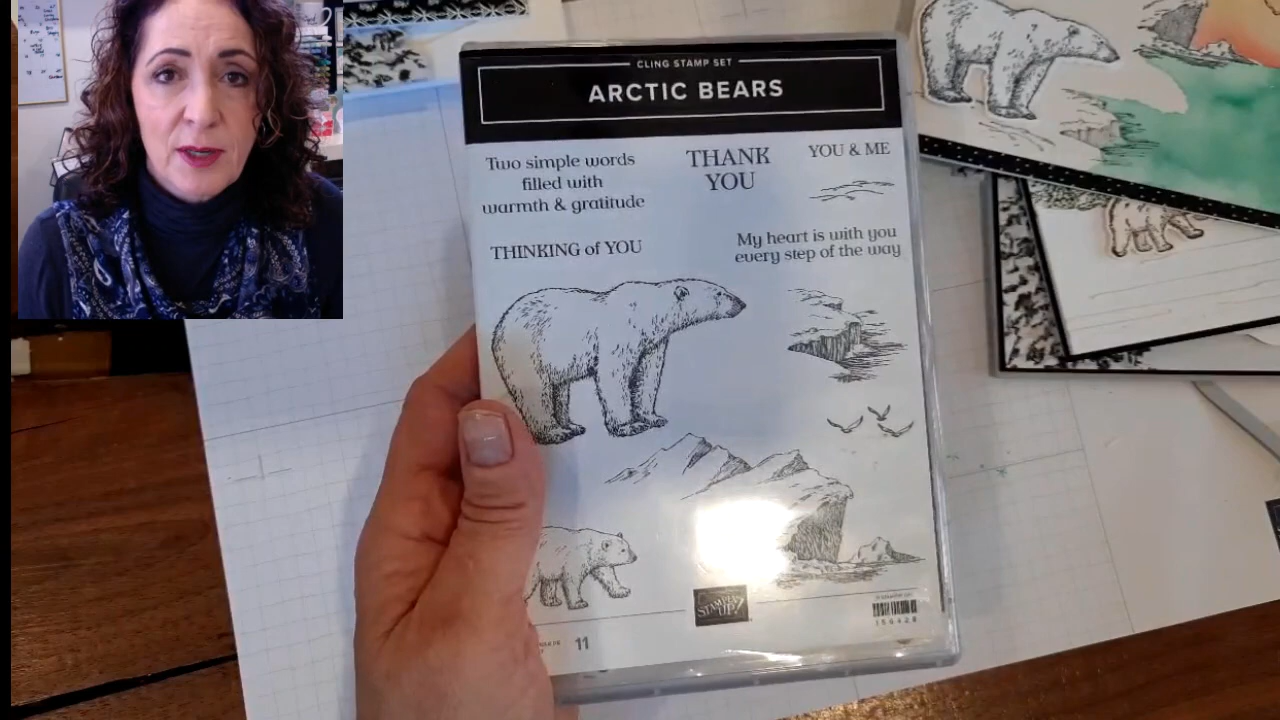 CLING STAMP SET
ARCTIC BEARS
Two simple words
filled with
warmth & gratitude
THANK
YOU
YOU & ME
THINKING of YOU
My heart is with you
every step of the way
STAMPIN' UP!
11